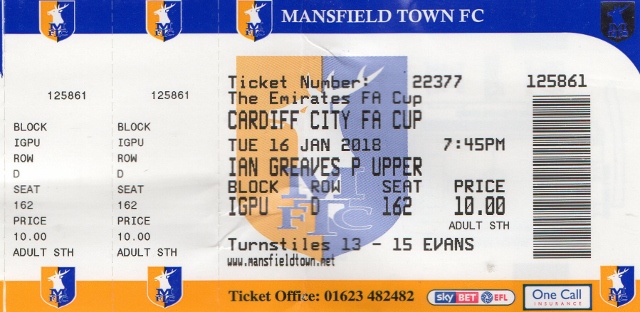 MANSFIELD TOWN FC
125861
BLOCK
IGPU
ROW
D
SEAT
162
PRICE
10.00
ADULT STH
125861
BLOCK
IGPU
ROW
D
SEAT
162
PRICE
10.00
ADULT STH
Ticket Number: 22377 125861
The Emirates FA Cup
CARDIFF CITY FA CUP
TUE 16 JAN 2018 7:45PM
IAN GREAVES P UPPER
BLOCK ROW SEAT PRICE
IGPU D 162 10.00
ADULT STH
Turnstiles 13 - 15 EVANS
www.mansfieldtown.net
Ticket Office: 01623 482482
sky BET EFL
One Call
INSURANCE